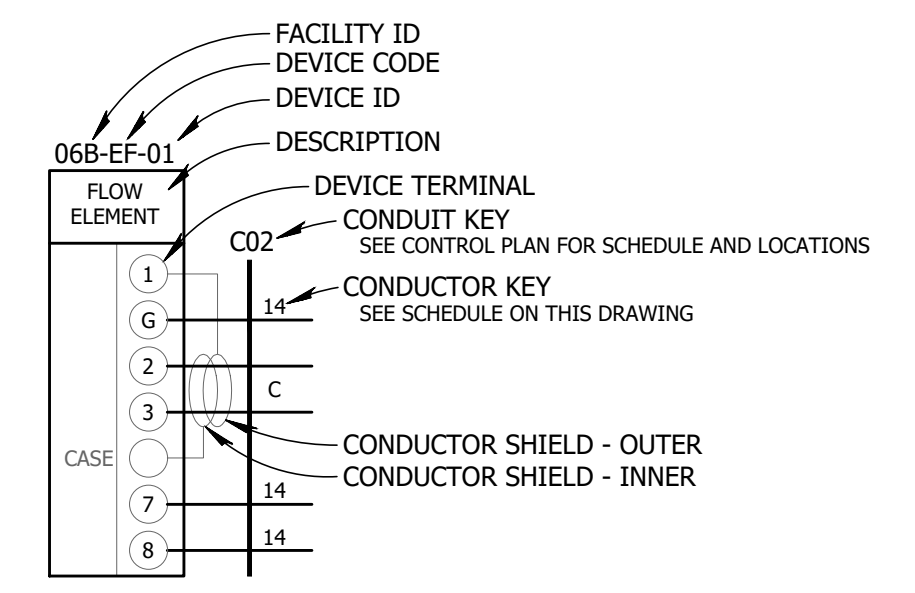 FACILITY ID
DEVICE CODE
DEVICE ID
06B-EF-01
DESCRIPTION
FLOW
ELEMENT
DEVICE TERMINAL
C02
CONDUIT KEY
SEE CONTROL PLAN FOR SCHEDULE AND LOCATIONS
1
14
CONDUCTOR KEY
SEE SCHEDULE ON THIS DRAWING
G
2
C
3
CONDUCTOR SHIELD - OUTER
CASE
CONDUCTOR SHIELD - INNER
14
7
14
8